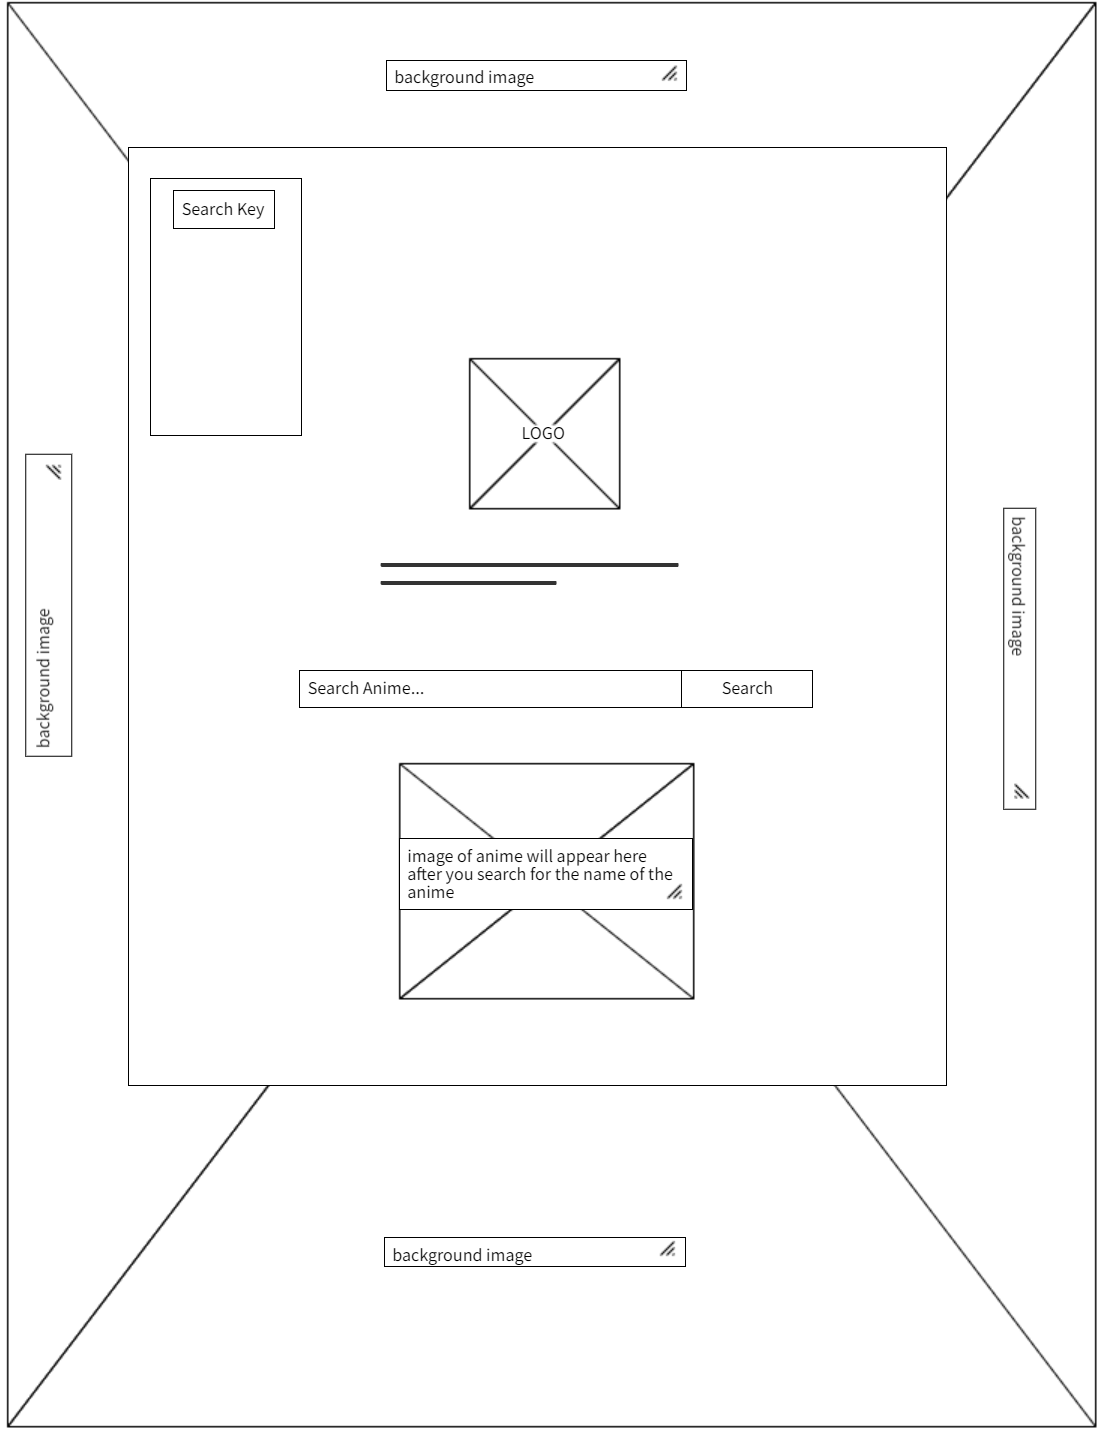 background image
Search Key
LOGO
background image
background image
Search Anime...
Search
image of anime will appear here
after you search for the name of the
anime
background image